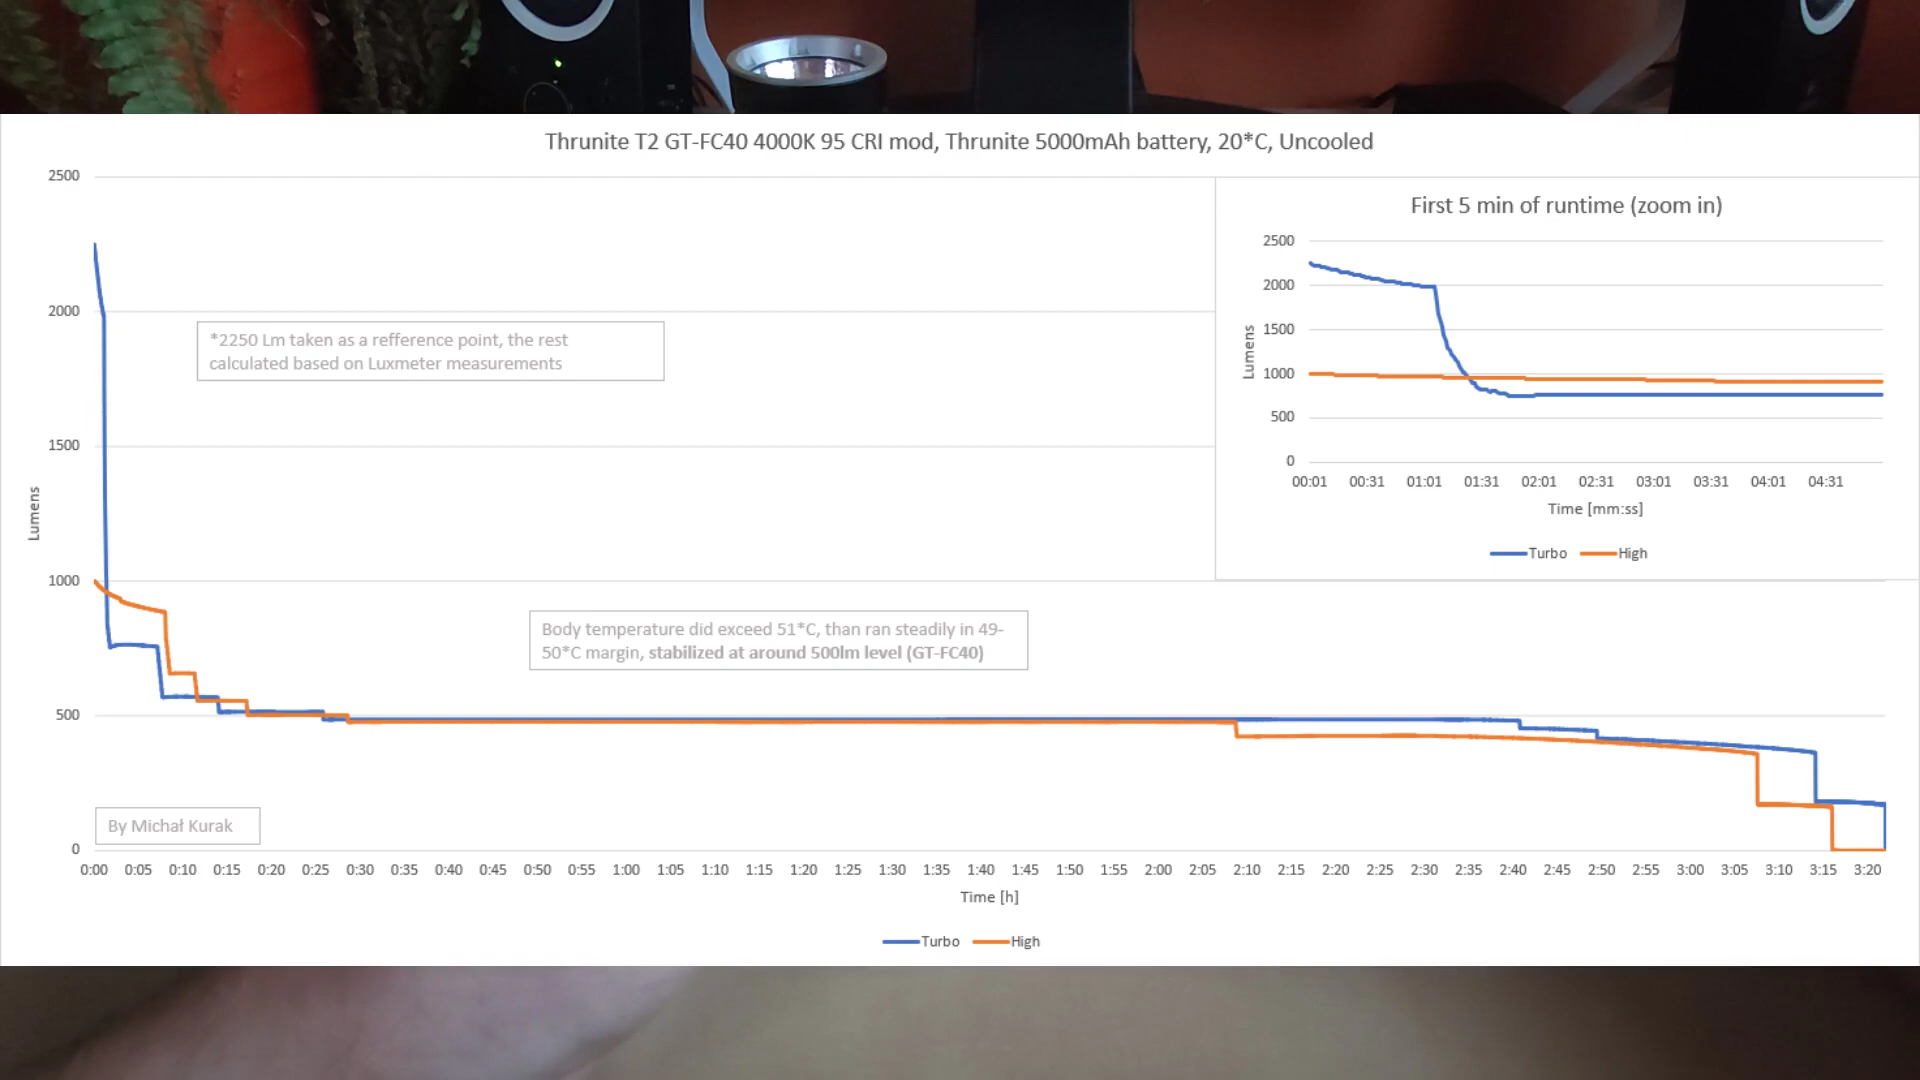 Thrunite T2 GT-FC40 4000K 95 CRI mod, Thrunite 5000mAh battery, 20*C, Uncooled
2500
2000
1500
1000
500
0
Lumens
*2250 Lm taken as a refference point, the rest
calculated based on Luxmeter measurements
Body temperature did exceed 51*C, than ran steadily in 49-
50*C margin, stabilized at around 500lm level (GT-FC40)
By Michał Kurak
0:00 0:05 0:10 0:15 0:20 0:25 0:30 0:35 0:40 0:45 0:50 0:55 1:00 1:05 1:10 1:15 1:20 1:25 1:30 1:35 1:40 1:45 1:50 1:55 2:00 2:05 2:10 2:15 2:20 2:25 2:30 2:35 2:40 2:45 2:50 2:55 3:00 3:05 3:10 3:15 3:20
Time [h]
Turbo High
First 5 min of runtime (zoom in)
2500
2000
1500
1000
500
0
Lumens
00:01 00:31 01:01 01:31 02:01 02:31 03:01 03:31 04:01 04:31
Time [mm:ss]
Turbo High